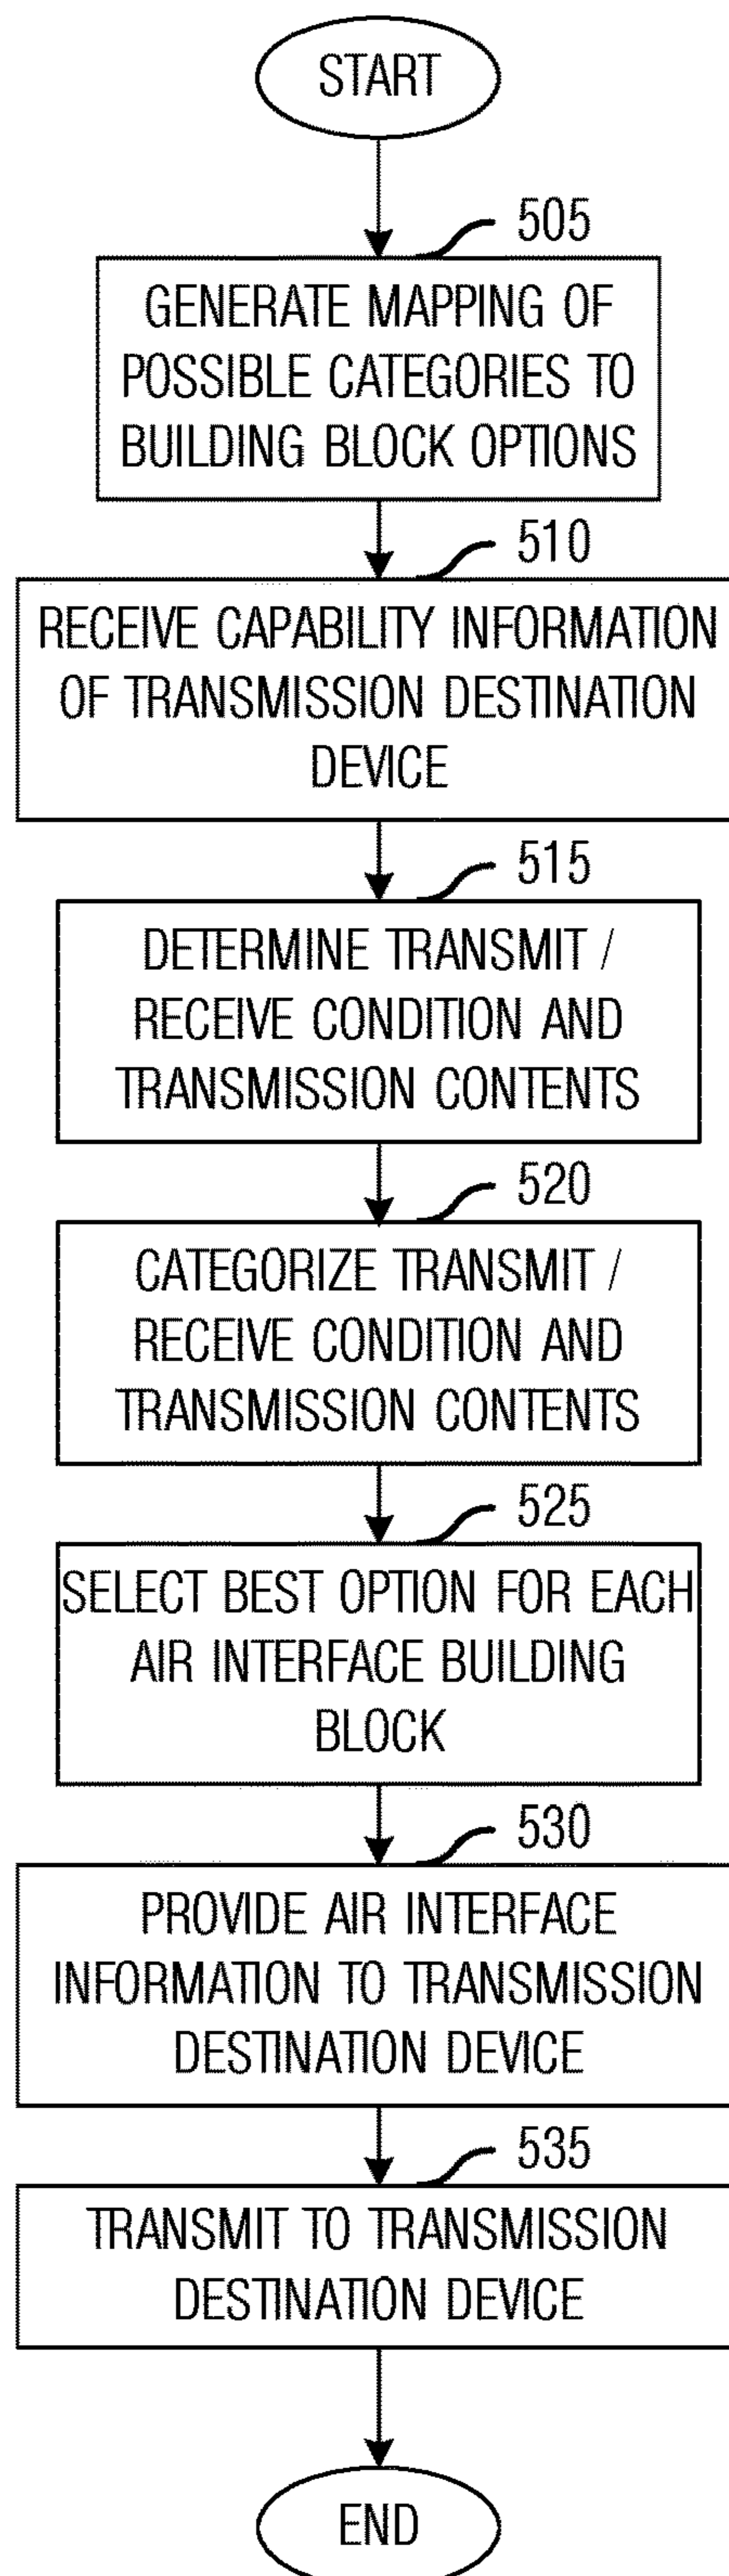 START
505
GENERATE MAPPING OF
POSSIBLE CATEGORIES TO
BUILDING BLOCK OPTIONS
510
RECEIVE CAPABILITY INFORMATION
OF TRANSMISSION DESTINATION
DEVICE
515
DETERMINE TRANSMIT /
RECEIVE CONDITION AND
TRANSMISSION CONTENTS
520
CATEGORIZE TRANSMIT /
RECEIVE CONDITION AND
TRANSMISSION CONTENTS
525
SELECT BEST OPTION FOR EACH
AIR INTERFACE BUILDING
BLOCK
530
PROVIDE AIR INTERFACE
INFORMATION TO TRANSMISSION
DESTINATION DEVICE
535
TRANSMIT TO TRANSMISSION
DESTINATION DEVICE
END